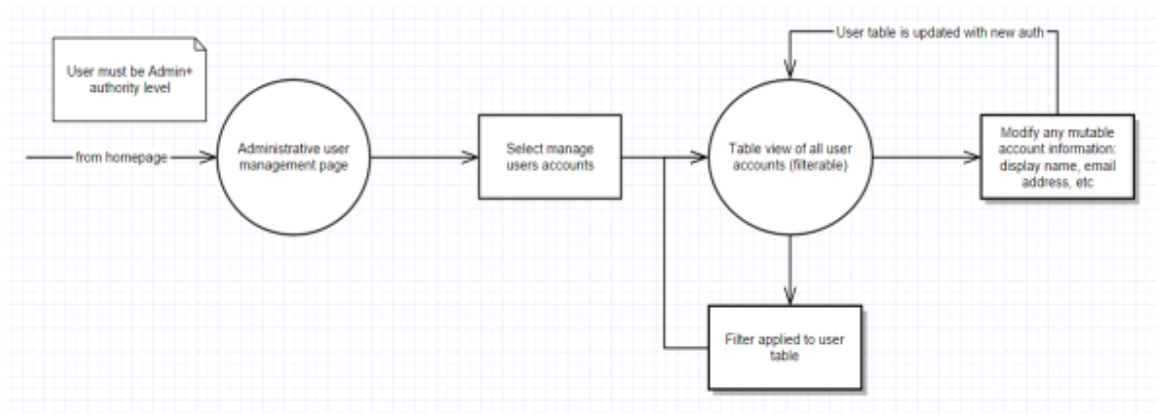 User must be Admin+
authority level
from homepage
Administrative user
management page
Select manage
users accounts
Table view of all user
accounts (filterable)
User table is updated with new auth
Modify any mutable
account information:
display name, email
address, etc
Filter applied to user
table